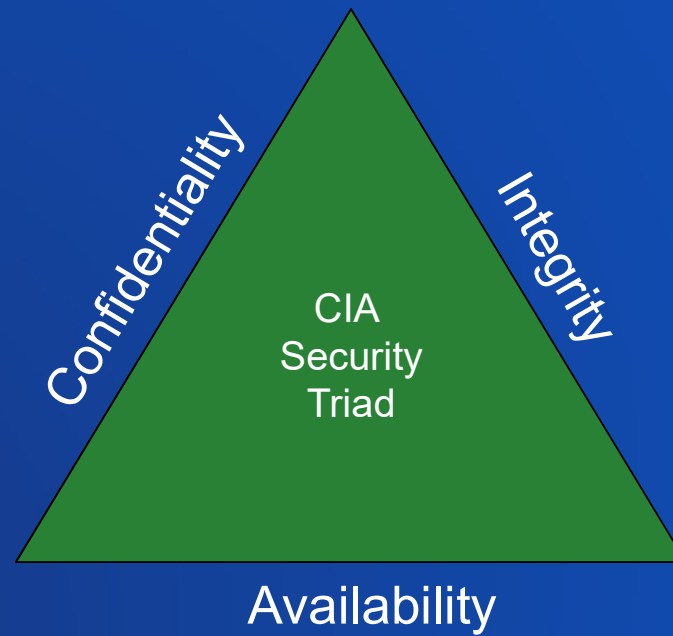 Confidentiality
Integrity
CIA
Security
Triad
Availability